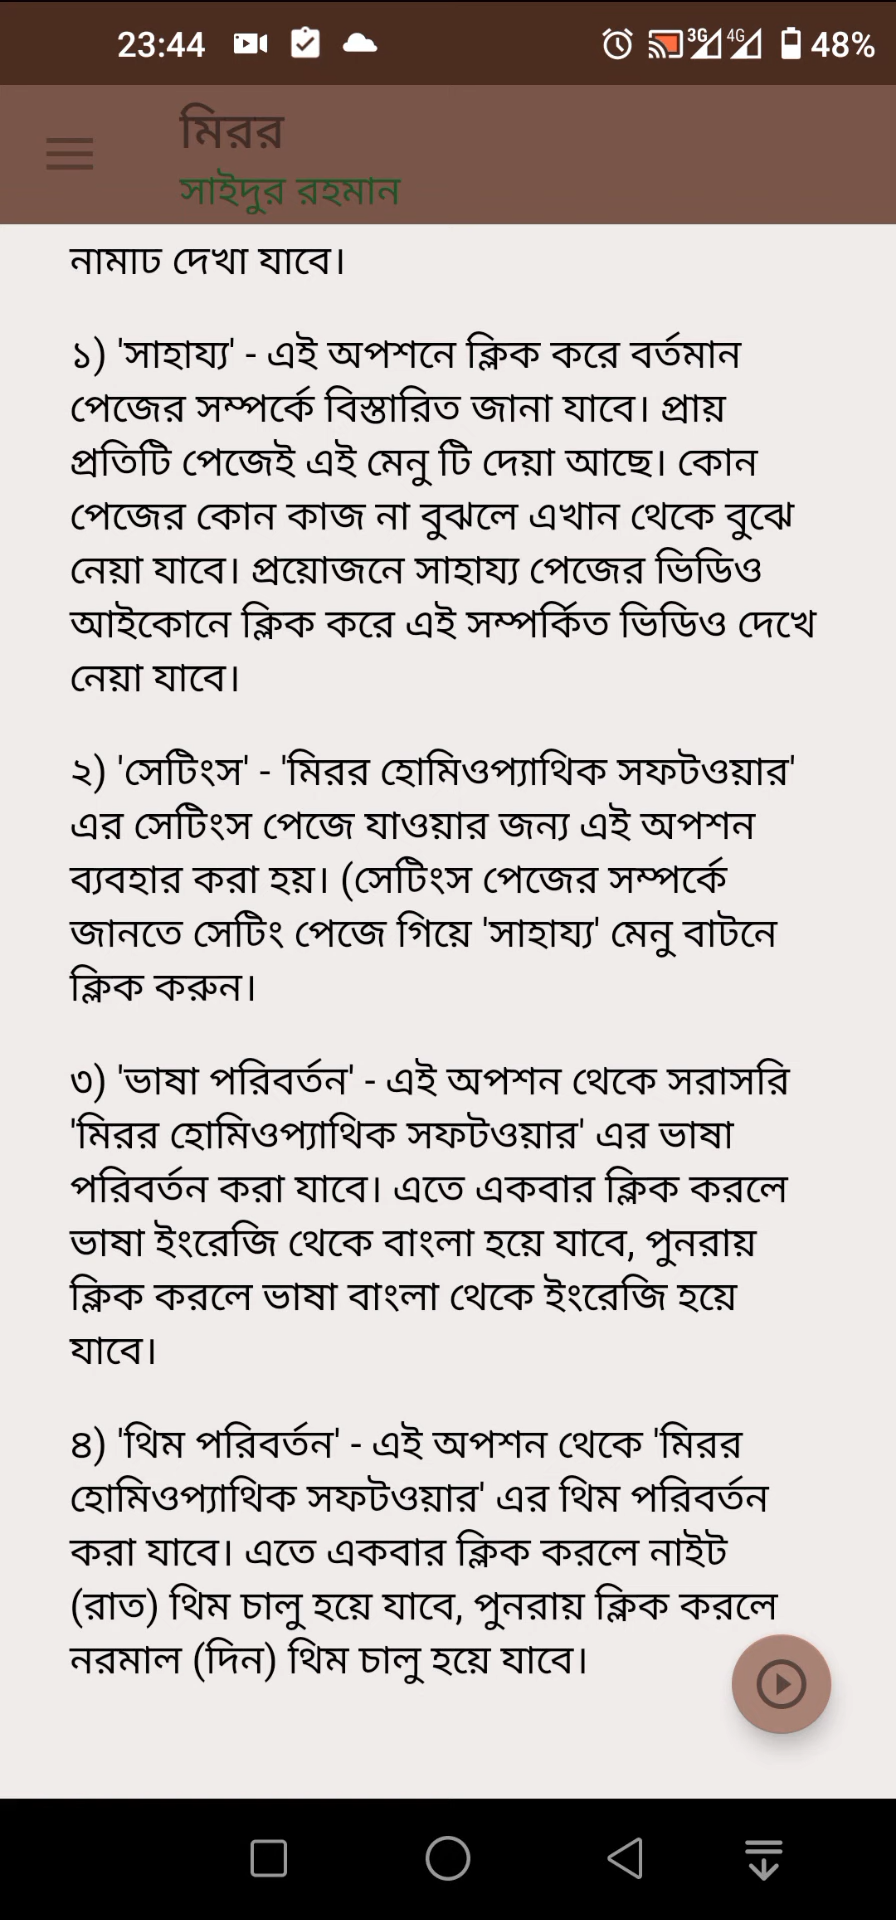 23:44
3G 4G 48%
মিরর
সাইদুর রহমান
নামাট দেখা যাবে।
১) 'সাহায্য' - এই অপশনে ক্লিক করে বর্তমান
পেজের সম্পর্কে বিস্তারিত জানা যাবে। প্রায়
প্রতিটি পেজেই এই মেনু টি দেয়া আছে। কোন
পেজের কোন কাজ না বুঝলে এখান থেকে বুঝে
নেয়া যাবে। প্রয়োজনে সাহায্য পেজের ভিডিও
আইকোনে ক্লিক করে এই সম্পর্কিত ভিডিও দেখে
নেয়া যাবে।
২) 'সেটিংস' - 'মিরর হোমিওপ্যাথিক সফটওয়ার'
এর সেটিংস পেজে যাওয়ার জন্য এই অপশন
ব্যবহার করা হয়। (সেটিংস পেজের সম্পর্কে
জানতে সেটিং পেজে গিয়ে 'সাহায্য' মেনু বাটনে
ক্লিক করুন।
৩) 'ভাষা পরিবর্তন' - এই অপশন থেকে সরাসরি
'মিরর হোমিওপ্যাথিক সফটওয়ার' এর ভাষা
পরিবর্তন করা যাবে। এতে একবার ক্লিক করলে
ভাষা ইংরেজি থেকে বাংলা হয়ে যাবে, পুনরায়
ক্লিক করলে ভাষা বাংলা থেকে ইংরেজি হয়ে
যাবে।
৪) 'থিম পরিবর্তন' - এই অপশন থেকে 'মিরর
হোমিওপ্যাথিক সফটওয়ার' এর থিম পরিবর্তন
করা যাবে। এতে একবার ক্লিক করলে নাইট
(রাত) থিম চালু হয়ে যাবে, পুনরায় ক্লিক করলে
নরমাল (দিন) থিম চালু হয়ে যাবে।